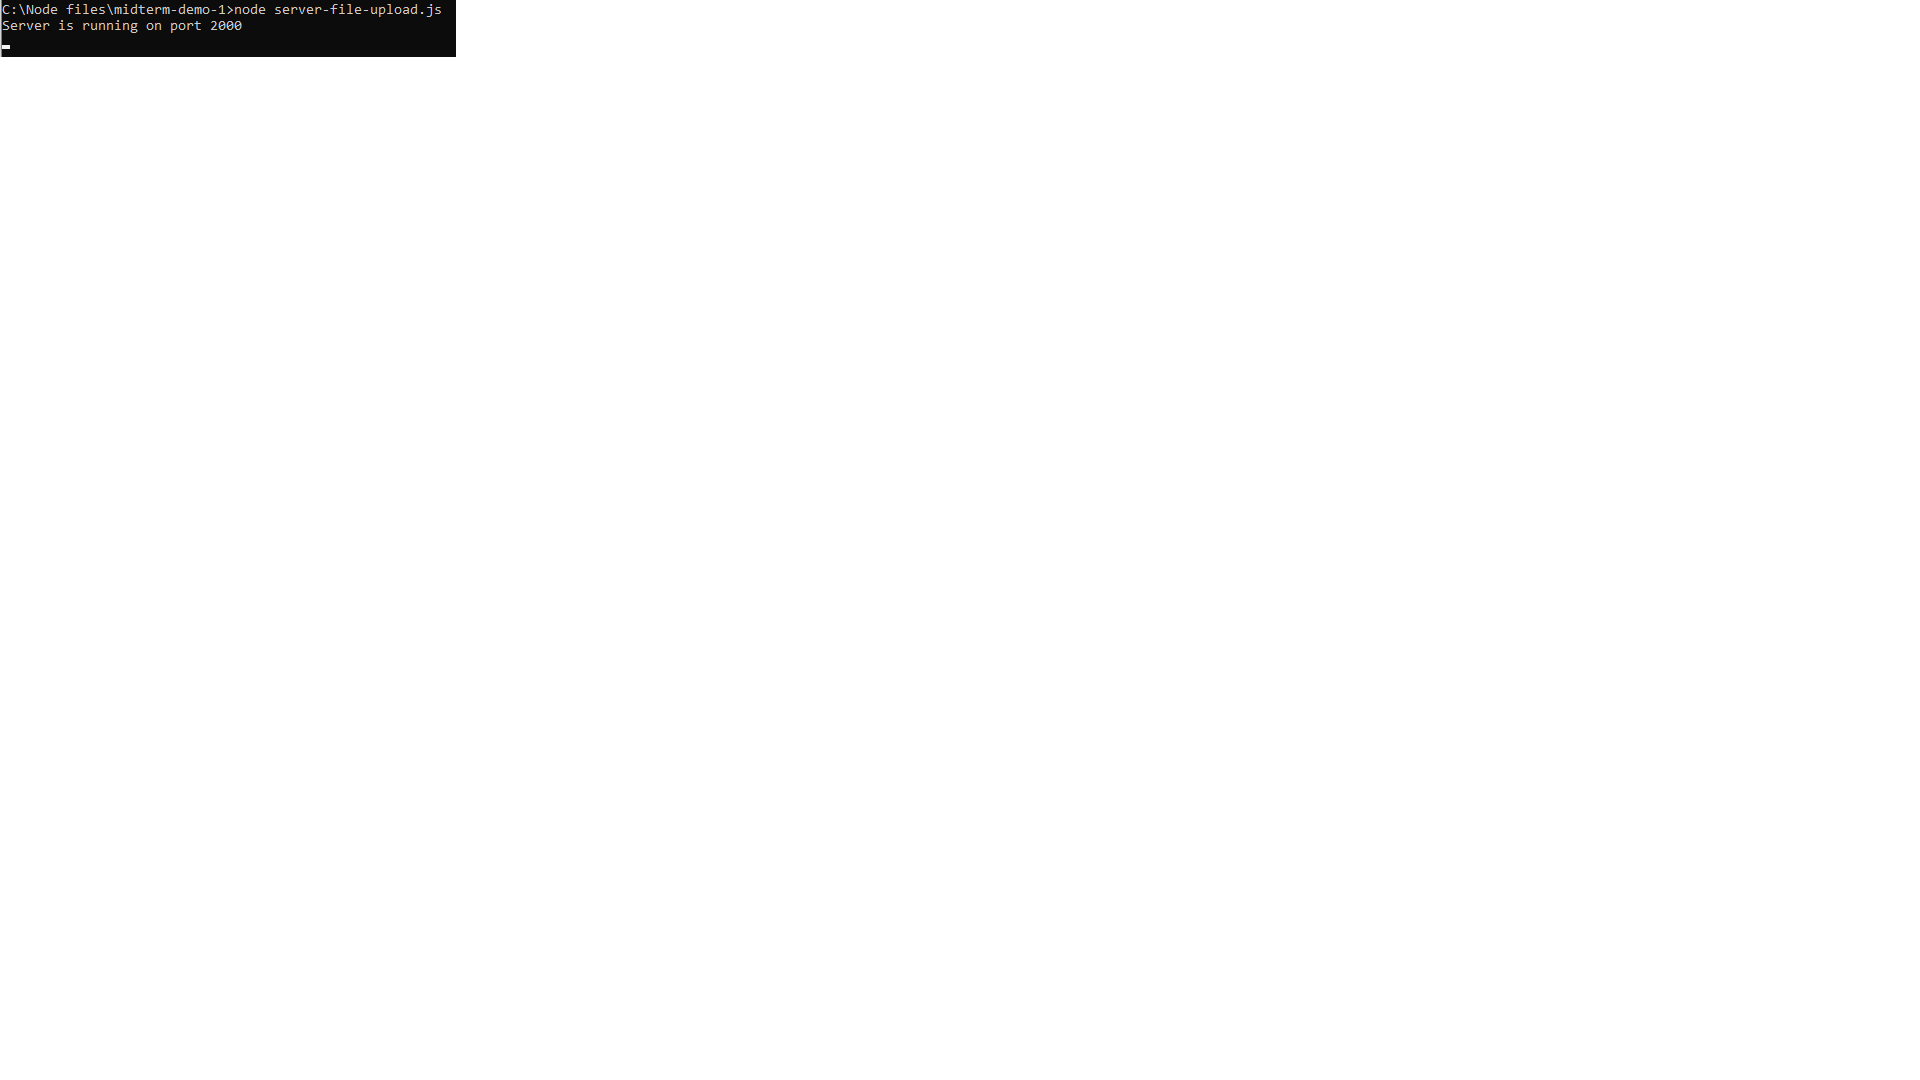 C:\Node files\midterm-demo-1>node server-file-upload.js
Server is running on port 2000